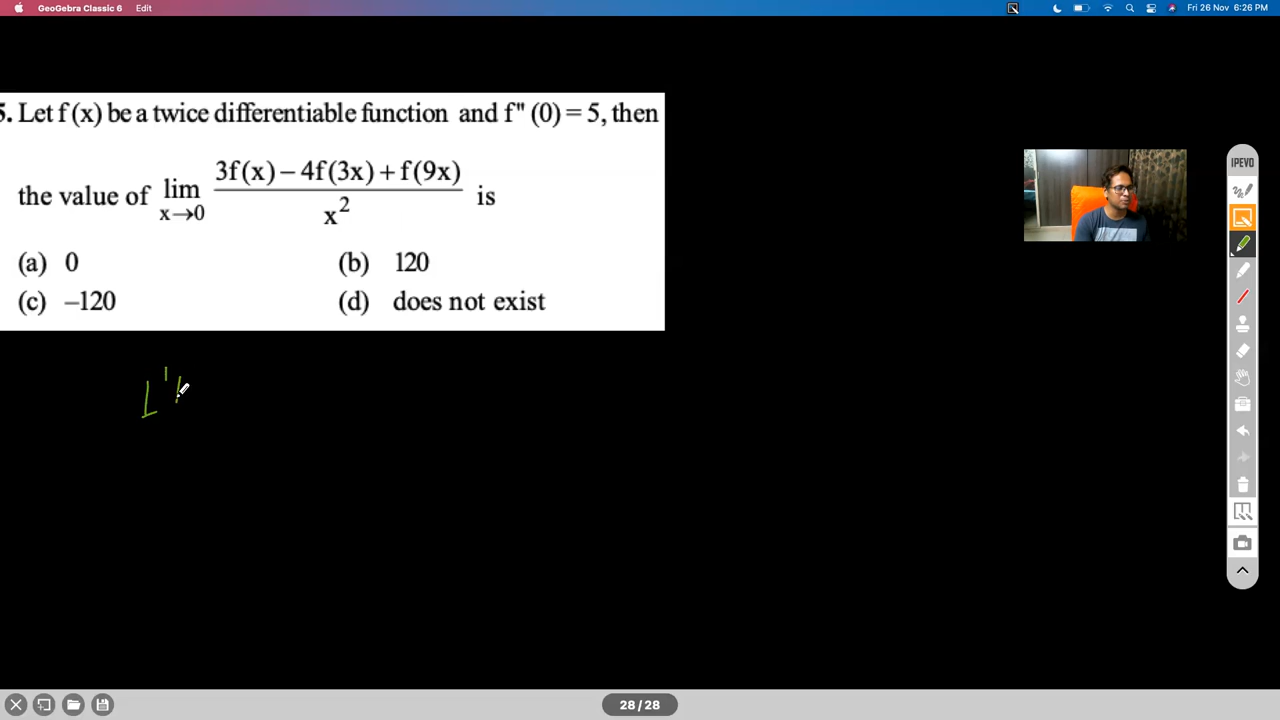 GeoGebra Classic 6 Edit Fri 26 Nov 6:26 PM
5. Let f (x) be a twice differentiable function and f" (0) = 5, then
the value of lim x→0 3f(x) − 4f(3x) + f(9x) / x² is
(a) 0 (b) 120
(c) –120 (d) does not exist
IPEVO
L'
28 / 28